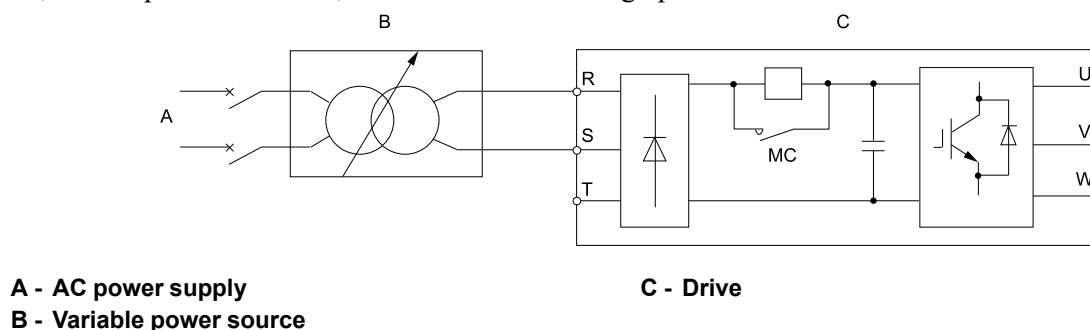 B C
R
U
A
S
V
MC
T
W
A - AC power supply C - Drive
B - Variable power source